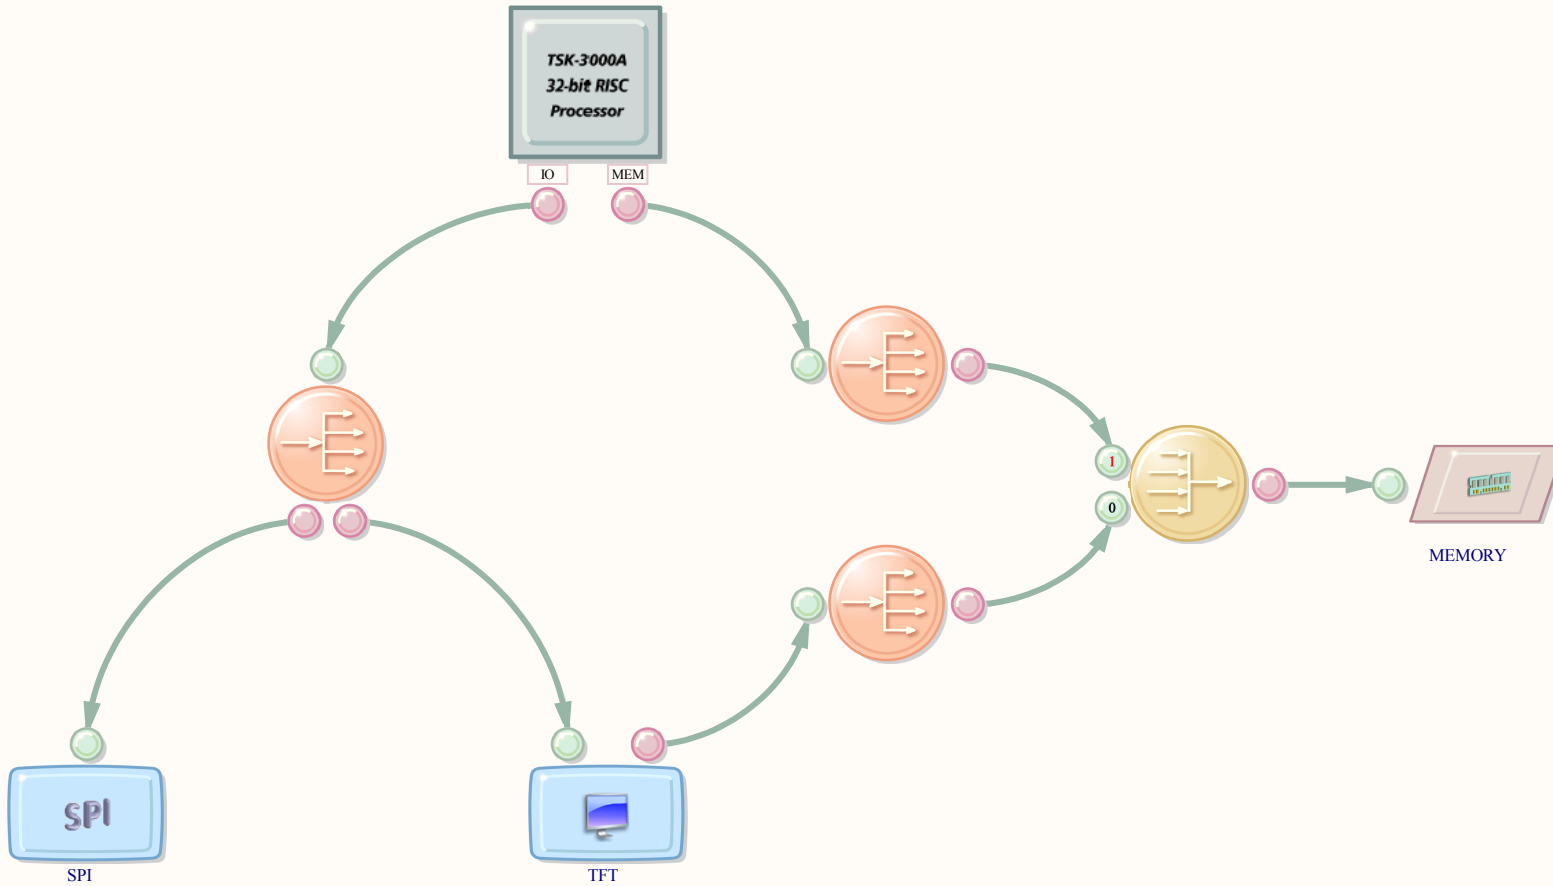 TSK-3000A
32-bit RISC
Processor
IO
MEM
1
0
MEMORY
SPI
SPI
TFT